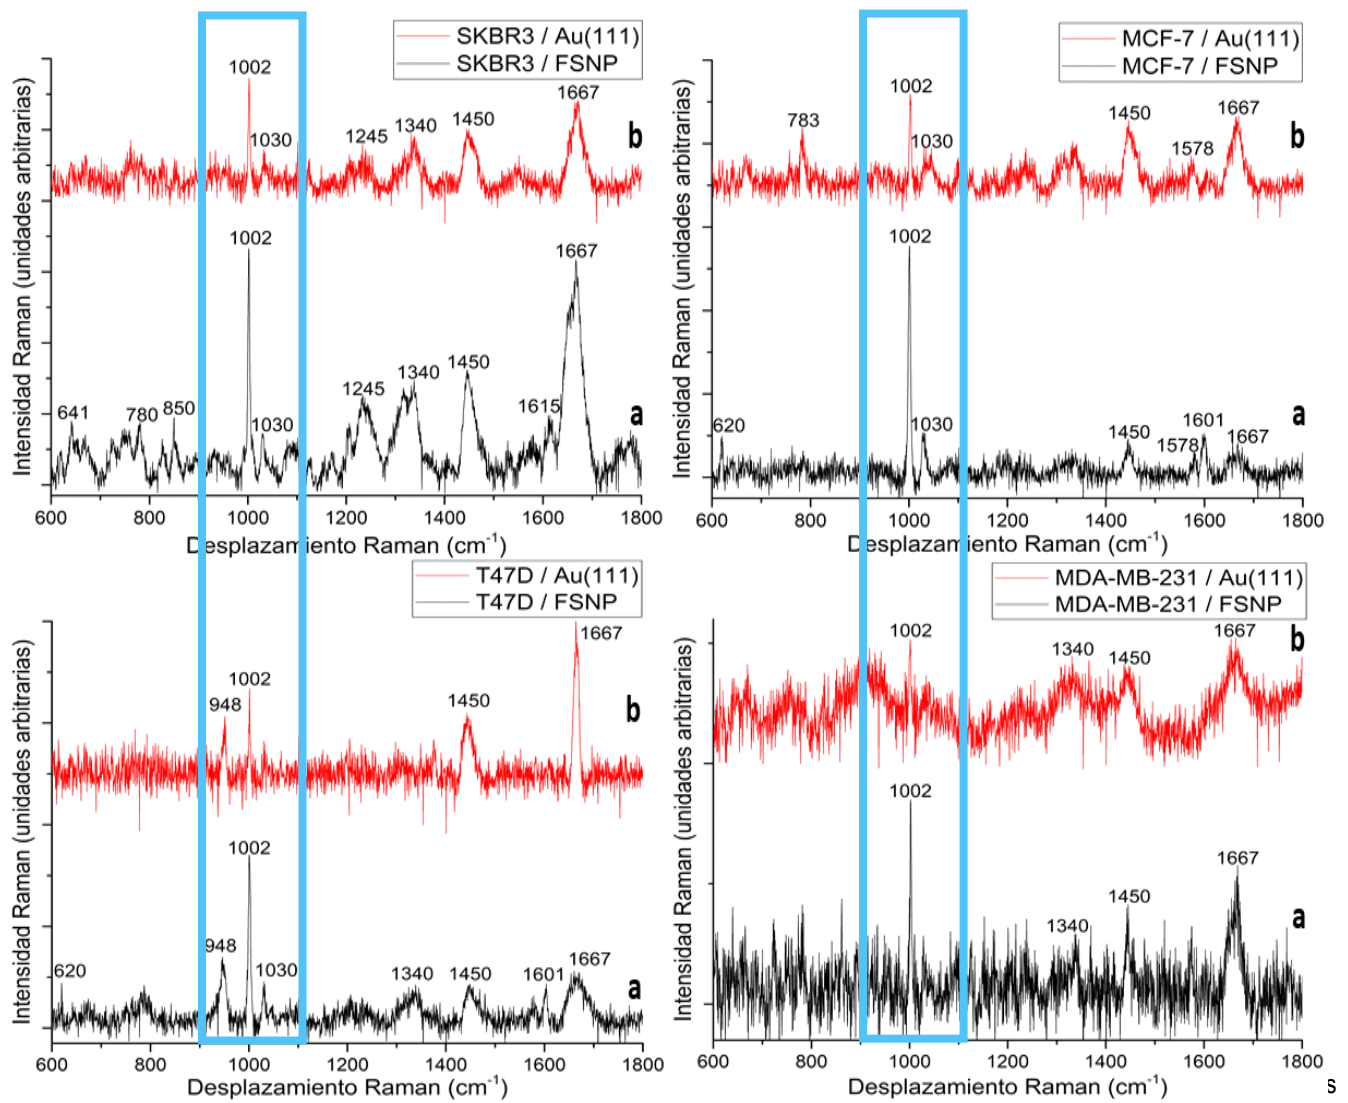 SKBR3 / Au(111)
SKBR3 / FSNP
Intensidad Raman (unidades arbitrarias)
1002
1030
1245
1340
1450
1667
b
1002
641
780
850
1030
1245
1340
1450
1615
1667
a
600 800 1000 1200 1400 1600 1800
Desplazamiento Raman (cm⁻¹)
MCF-7 / Au(111)
MCF-7 / FSNP
Intensidad Raman (unidades arbitrarias)
783
1002
1030
1450
1578
1667
b
1002
620
1030
1450
1578
1601
1667
a
600 800 1000 1200 1400 1600 1800
Desplazamiento Raman (cm⁻¹)
T47D / Au(111)
T47D / FSNP
Intensidad Raman (unidades arbitrarias)
948
1002
1450
1667
b
620
948
1002
1030
1340
1450
1601
1667
a
600 800 1000 1200 1400 1600 1800
Desplazamiento Raman (cm⁻¹)
MDA-MB-231 / Au(111)
MDA-MB-231 / FSNP
Intensidad Raman (unidades arbitrarias)
1002
1340
1450
1667
b
1002
1340
1450
1667
a
600 800 1000 1200 1400 1600 1800
Desplazamiento Raman (cm⁻¹)
s